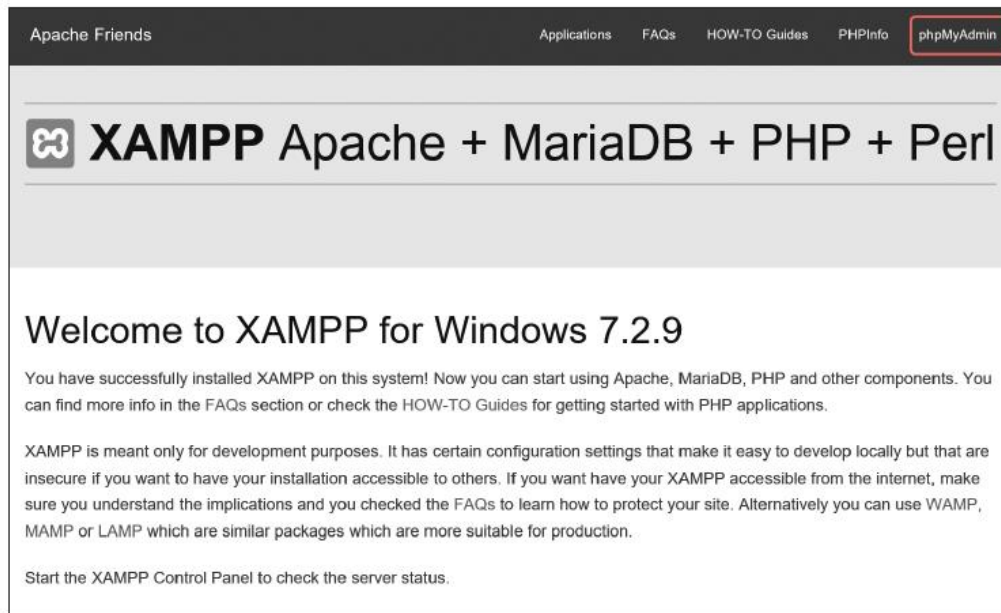 Apache Friends Applications FAQs HOW-TO Guides PHPInfo phpMyAdmin
XAMPP Apache + MariaDB + PHP + Perl
Welcome to XAMPP for Windows 7.2.9
You have successfully installed XAMPP on this system! Now you can start using Apache, MariaDB, PHP and other components. You
can find more info in the FAQs section or check the HOW-TO Guides for getting started with PHP applications.
XAMPP is meant only for development purposes. It has certain configuration settings that make it easy to develop locally but that are
insecure if you want to have your installation accessible to others. If you want have your XAMPP accessible from the internet, make
sure you understand the implications and you checked the FAQs to learn how to protect your site. Alternatively you can use WAMP,
MAMP or LAMP which are similar packages which are more suitable for production.
Start the XAMPP Control Panel to check the server status.